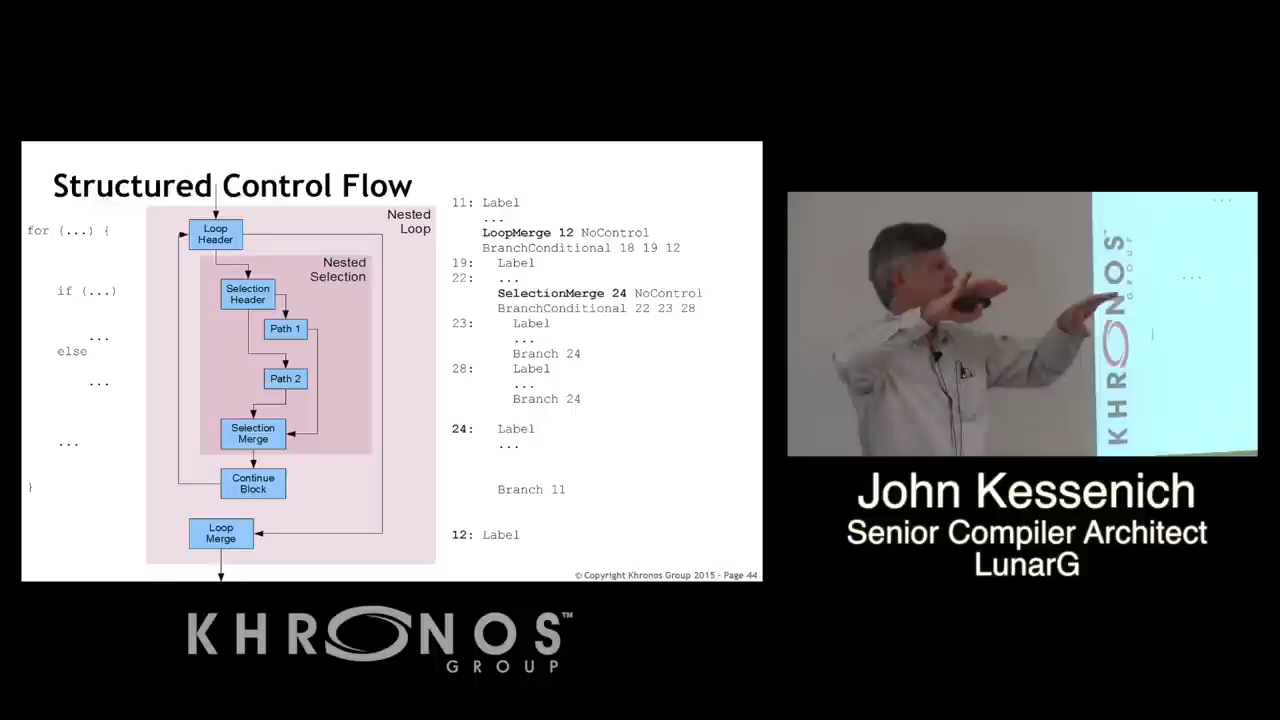 Structured Control Flow
for (...) {
if (...)
...
else
...
...
}
Nested
Loop
Loop
Header
Nested
Selection
Selection
Header
Path 1
Path 2
Selection
Merge
Continue
Block
Loop
Merge
11: Label
...
LoopMerge 12 NoControl
BranchConditional 18 19 12
19: Label
22: ...
SelectionMerge 24 NoControl
BranchConditional 22 23 28
23: Label
...
Branch 24
28: Label
...
Branch 24
24: Label
...
Branch 11
12: Label
© Copyright Khronos Group 2015 - Page 44
KHRONOS™
GROUP
KHRONOS
GROUP
...
...
John Kessenich
Senior Compiler Architect
LunarG